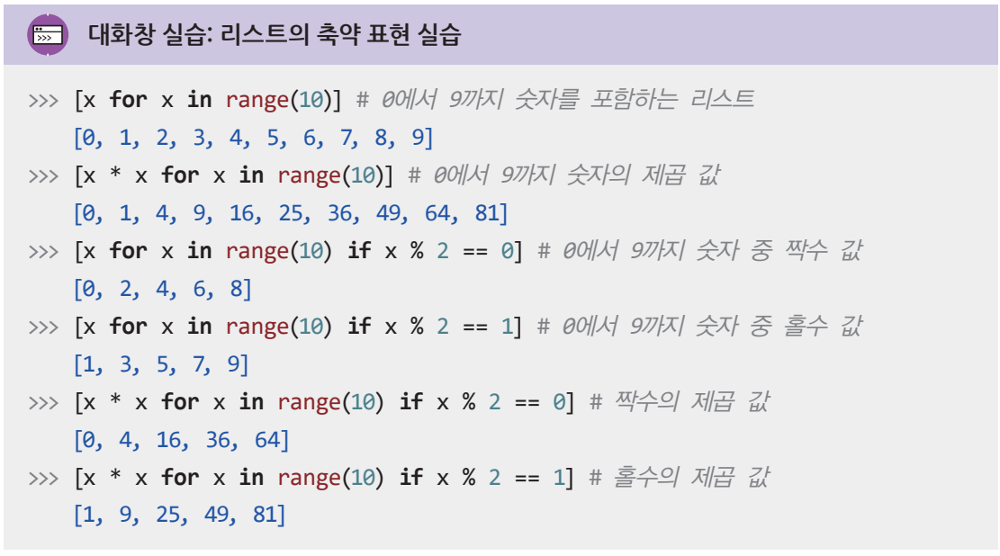 >>>
대화창 실습: 리스트의 축약 표현 실습
>>> [x for x in range(10)] # 0에서 9까지 숫자를 포함하는 리스트
[0, 1, 2, 3, 4, 5, 6, 7, 8, 9]
>>> [x * x for x in range(10)] # 0에서 9까지 숫자의 제곱 값
[0, 1, 4, 9, 16, 25, 36, 49, 64, 81]
>>> [x for x in range(10) if x % 2 == 0] # 0에서 9까지 숫자 중 짝수 값
[0, 2, 4, 6, 8]
>>> [x for x in range(10) if x % 2 == 1] # 0에서 9까지 숫자 중 홀수 값
[1, 3, 5, 7, 9]
>>> [x * x for x in range(10) if x % 2 == 0] # 짝수의 제곱 값
[0, 4, 16, 36, 64]
>>> [x * x for x in range(10) if x % 2 == 1] # 홀수의 제곱 값
[1, 9, 25, 49, 81]